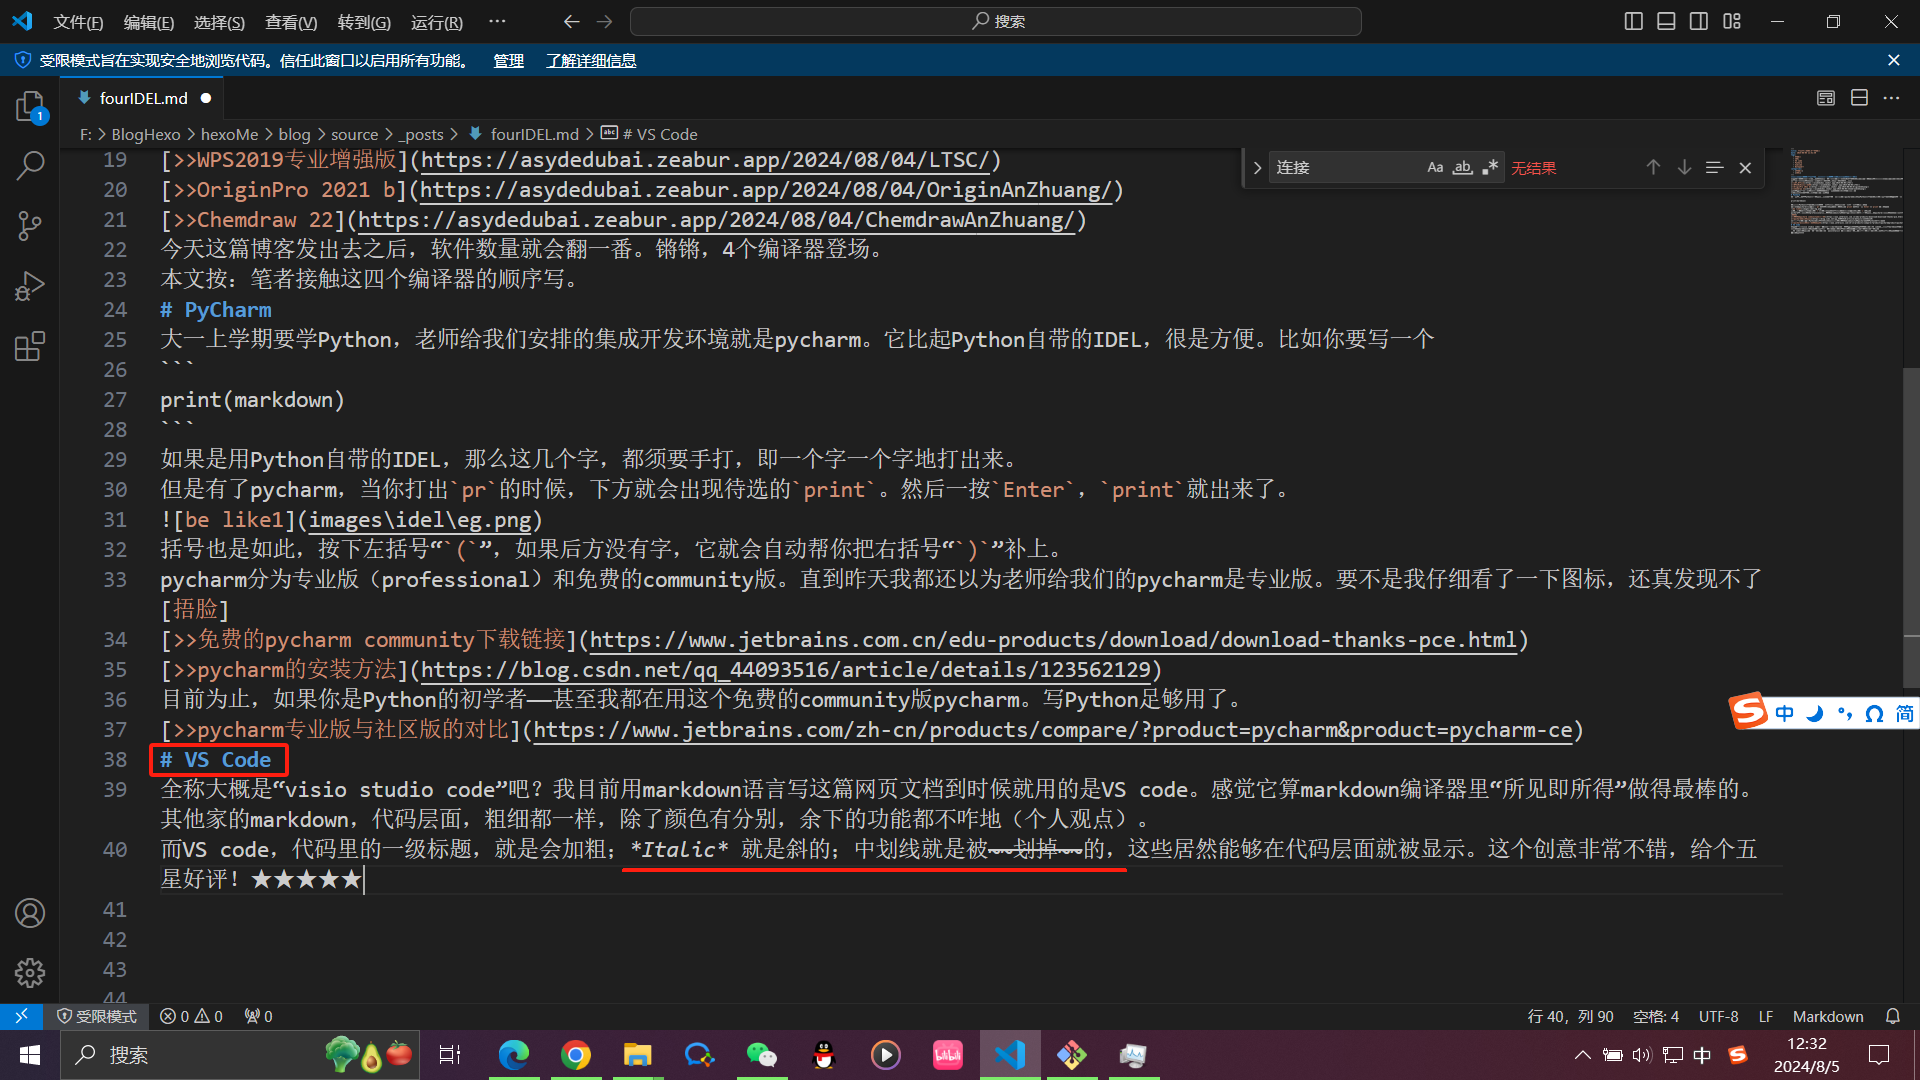 文件(F) 编辑(E) 选择(S) 查看(V) 转到(G) 运行(R) ··· 搜索
受限模式旨在实现安全地浏览代码。信任此窗口以启用所有功能。 管理 了解详细信息
fourIDEL.md
F: > BlogHexo > hexoMe > blog > source > _posts > fourIDEL.md > # VS Code
连接 Aa ab 无结果
19 [>>WPS2019专业增强版](https://asydedubai.zeabur.app/2024/08/04/LTSC/)
20 [>>OriginPro 2021 b](https://asydedubai.zeabur.app/2024/08/04/OriginAnZhuang/)
21 [>>Chemdraw 22](https://asydedubai.zeabur.app/2024/08/04/ChemdrawAnZhuang/)
22 今天这篇博客发出去之后，软件数量就会翻一番。锵锵，4个编译器登场。
23 本文按：笔者接触这四个编译器的顺序写。
24 # PyCharm
25 大一上学期要学Python，老师给我们安排的集成开发环境就是pycharm。它比起Python自带的IDEL，很是方便。比如你要写一个
26 ```
27 print(markdown)
28 ```
29 如果是用Python自带的IDEL，那么这几个字，都须要手打，即一个字一个字地打出来。
30 但是有了pycharm，当你打出`pr`的时候，下方就会出现待选的`print`。然后一按`Enter`，`print`就出来了。
31 ![be like1](images\idel\eg.png)
32 括号也是如此，按下左括号“`(`”，如果后方没有字，它就会自动帮你把右括号“`)`”补上。
33 pycharm分为专业版（professional）和免费的community版。直到昨天我都还以为老师给我们的pycharm是专业版。要不是我仔细看了一下图标，还真发现不了
[捂脸]
34 [>>免费的pycharm community下载链接](https://www.jetbrains.com.cn/edu-products/download/download-thanks-pce.html)
35 [>>pycharm的安装方法](https://blog.csdn.net/qq_44093516/article/details/123562129)
36 目前为止，如果你是Python的初学者——甚至我都在用这个免费的community版pycharm。写Python足够用了。
37 [>>pycharm专业版与社区版的对比](https://www.jetbrains.com/zh-cn/products/compare/?product=pycharm&product=pycharm-ce)
38 # VS Code
39 全称大概是“visio studio code”吧？我目前用markdown语言写这篇网页文档到时候就用的是VS code。感觉它算markdown编译器里“所见即所得”做得最棒的。
其他家的markdown，代码层面，粗细都一样，除了颜色有分别，余下的功能都不咋地（个人观点）。
40 而VS code，代码里的一级标题，就是会加粗；*Italic* 就是斜的；中划线就是被~~划掉~~的，这些居然能够在代码层面就被显示。这个创意非常不错，给个五
星好评！★★★★★
41
42
43
44
1
中 简
受限模式 0 0 0 行 40，列 90 空格: 4 UTF-8 LF Markdown
搜索 bilibili 中 12:32
2024/8/5